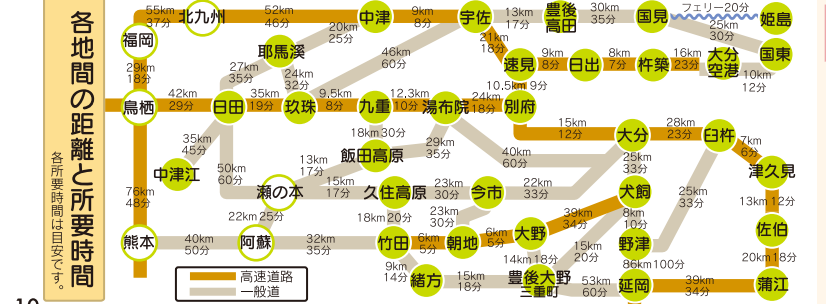 各地間の距離と所要時間
各所要時間は目安です。
55km
37分
北九州
52km
46分
中津
9km
8分
宇佐
13km
17分
豊後
高田
30km
35分
国見
フェリー20分
姫島
福岡
20km
25分
21km
18分
25km
30分
耶馬溪
46km
60分
国東
29km
18分
27km
35分
24km
32分
速見
9km
8分
日出
8km
7分
杵築
16km
23分
大分
空港
10km
12分
10.5km 9分
鳥栖
42km
29分
日田
35km
19分
玖珠
9.5km
8分
九重
12.3km
10分
湯布院
24km
18分
別府
35km
45分
18km30分
15km
12分
大分
28km
23分
臼杵
7km
6分
飯田高原
29km
35分
40km
60分
25km
33分
中津江
50km
60分
13km
17分
津久見
76km
48分
瀬の本
15km
17分
久住高原
23km
30分
今市
22km
33分
犬飼
25km
33分
13km 12分
22km 25分
18km 20分
23km
30分
39km
34分
8km
10分
佐伯
熊本
40km
50分
阿蘇
32km
35分
竹田
6km
5分
朝地
6km
5分
大野
15km
20分
野津
14km18分
86km100分
20km18分
9km
14分
緒方
15km
18分
豊後大野
三重町
53km
60分
延岡
39km
34分
蒲江
高速道路
一般道